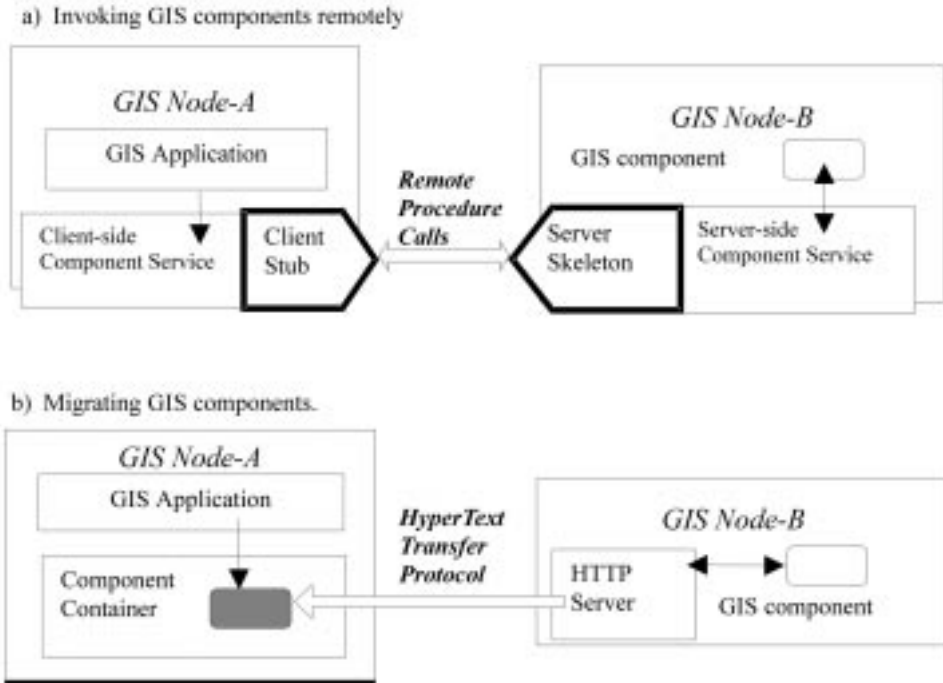 a) Invoking GIS components remotely
GIS Node-A
GIS Application
Client-side
Component Service
Client
Stub
Remote
Procedure
Calls
GIS Node-B
GIS component
Server
Skeleton
Server-side
Component Service
b) Migrating GIS components.
GIS Node-A
GIS Application
Component
Container
HyperText
Transfer
Protocol
GIS Node-B
HTTP
Server
GIS component